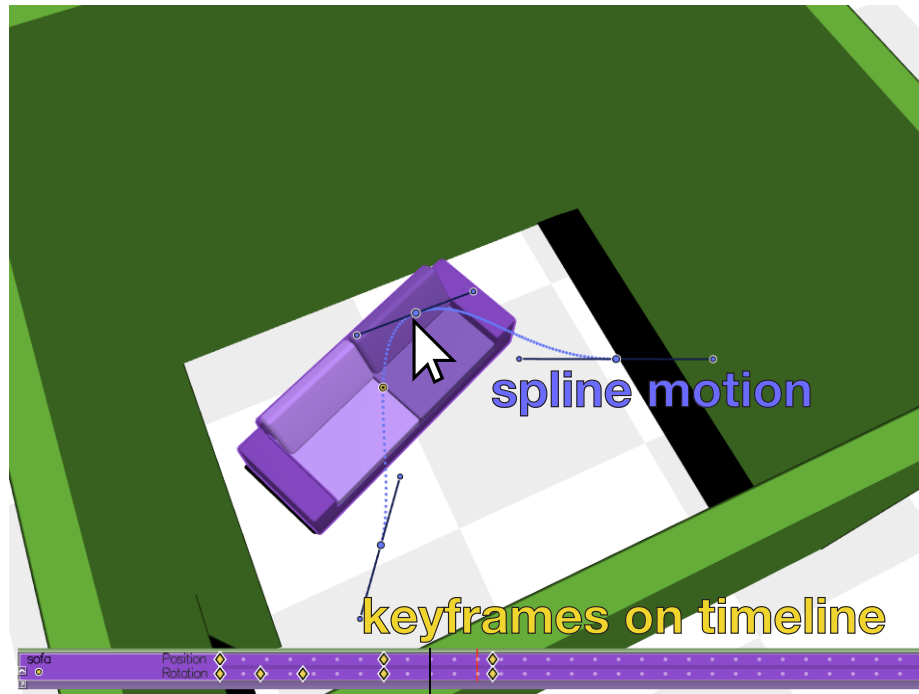 spline motion
keyframes on timeline
sofa
Position
Rotation